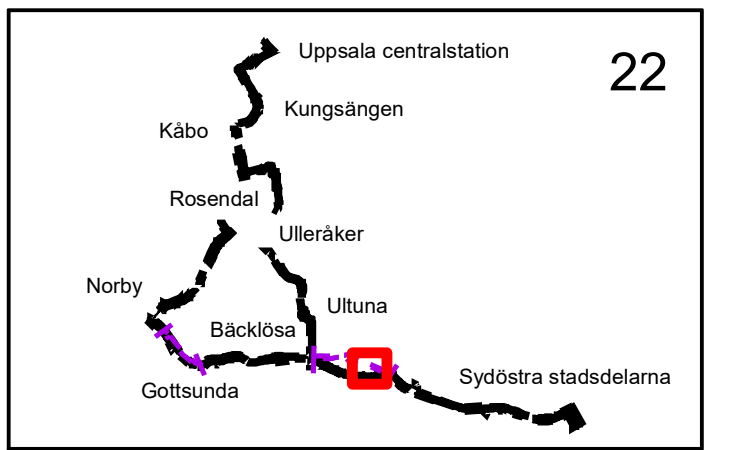 Uppsala centralstation
22
Kungsängen
Kåbo
Rosendal
Ulleråker
Norby
Ultuna
Bäcklösa
Sydöstra stadsdelarna
Gottsunda